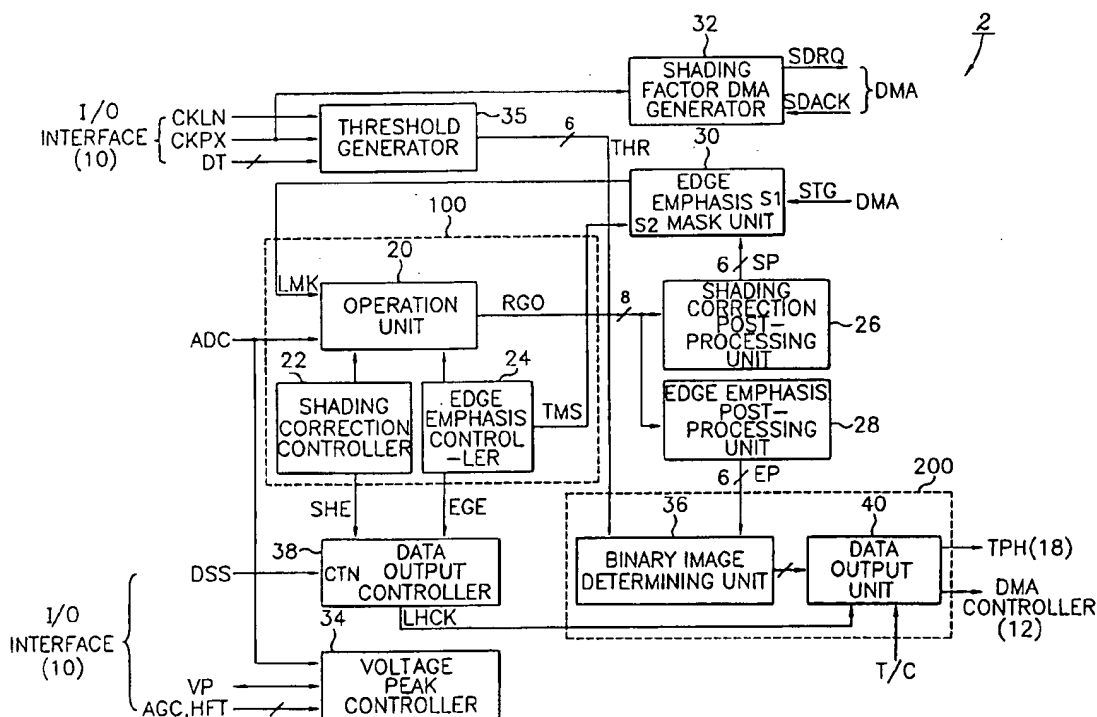 2
32
SHADING
FACTOR DMA
GENERATOR
SDRQ
SDACK
DMA
I/O
INTERFACE
(10)
CKLN
CKPX
DT
35
THRESHOLD
GENERATOR
6
THR
30
EDGE
EMPHASIS S1
S2 MASK UNIT
STG
DMA
100
20
LMK
OPERATION
UNIT
RGO
8
6 SP
SHADING
CORRECTION
POST-
PROCESSING
UNIT
26
ADC
22
SHADING
CORRECTION
CONTROLLER
24
EDGE
EMPHASIS
CONTROL
-LER
TMS
EDGE EMPHASIS
POST-
PROCESSING
UNIT
28
6 EP
200
SHE
EGE
38
DSS
CTN
DATA
OUTPUT
CONTROLLER
LHCK
36
BINARY IMAGE
DETERMINING UNIT
40
DATA
OUTPUT
UNIT
TPH(18)
DMA
CONTROLLER
(12)
T/C
I/O
INTERFACE
(10)
34
VOLTAGE
PEAK
CONTROLLER
VP
AGC,HFT